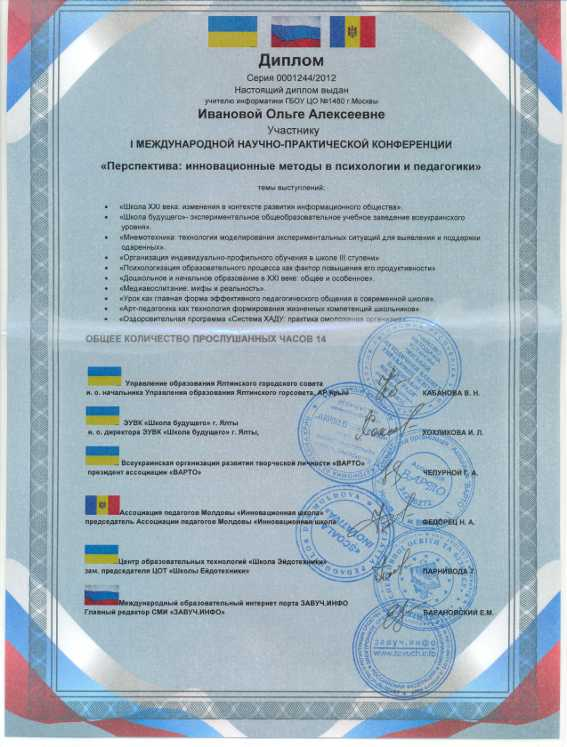 Диплом
Серия 0001244/2012
Настоящий диплом выдан
учителю информатики ГБОУ ЦО №1480 г.Москвы
Ивановой Ольге Алексеевне
Участнику
I МЕЖДУНАРОДНОЙ НАУЧНО-ПРАКТИЧЕСКОЙ КОНФЕРЕНЦИИ
«Перспектива: инновационные методы в психологии и педагогики»
темы выступлений:
• «Школа XXI века: изменения в контексте развития информационного общества».
• «Школа будущего»- экспериментальное общеобразовательное учебное заведение всеукраинского
уровня».
• «Мнемотехника: технология моделирования экспериментальных ситуаций для выявления и поддержки
одаренных».
• «Организация индивидуально-профильного обучения в школе III ступени»
• «Психологизация образовательного процесса как фактор повышения его продуктивности»
• «Дошкольное и начальное образование в XXI веке: общее и особенное».
• «Медиавоспитание: мифы и реальность».
• «Урок как главная форма эффективного педагогического общения в современной школе».
• «Арт-педагогика как технология формирования жизненных компетенций школьников».
• «Оздоровительная программа «Система ХАДУ: практика омоложения организма».
ОБЩЕЕ КОЛИЧЕСТВО ПРОСЛУШАННЫХ ЧАСОВ 14
Управление образования Ялтинского городского совета
и. о. начальника Управления образования Ялтинского горсовета, АР Крым КАБАНОВА В. Н.
ЭУВК «Школа будущего» г. Ялты
и. о. директора ЭУВК «Школа будущего» г. Ялты, ХОХЛИКОВА И. Л.
Всеукраинская организация развития творческой личности «ВАРТО»
президент ассоциации «ВАРТО» ЧЕПУРНОЙ Г. А.
Ассоциация педагогов Молдовы «Инновационная школа»
председатель Ассоциации педагогов Молдовы «Инновационная школа ФЕДОРЕЦ Н. А.
Центр образовательных технологий «Школа Эйдотехники»
зам. председателя ЦОТ «Школы Ейдотехники» ПАРНИВОДА
Международный образовательный интернет порта ЗАВУЧ.ИНФО
Главный редактор СМИ «ЗАВУЧ.ИНФО» БАРАНОВСКИЙ Е.М.
завуч.инфо
www.zavuch.info